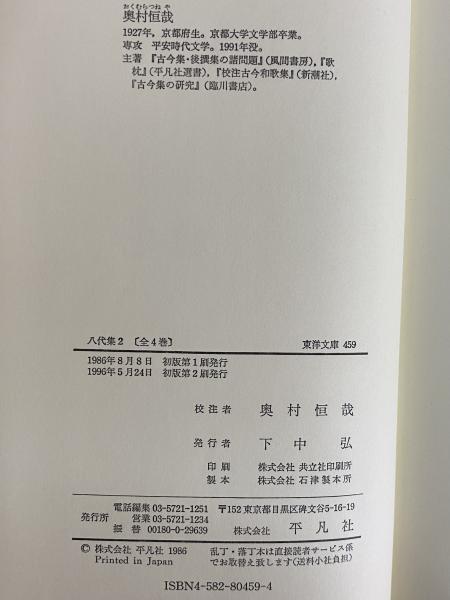 おくむらつねや
奥村恒哉
1927年,京都府生。京都大学文学部卒業。
専攻 平安時代文学。1991年没。
主著 『古今集・後撰集の諸問題』(風間書房),『歌
枕』(平凡社選書),『校注古今和歌集』(新潮社),
『古今集の研究』(臨川書店)。
八代集2 〔全4巻〕 東洋文庫 459
1986年8月8日 初版第1刷発行
1996年5月24日 初版第2刷発行
校注者 奥村恒哉
発行者 下中弘
印刷 株式会社 共立社印刷所
製本 株式会社 石津製本所
発行所 電話編集 03-5721-1251 〒152 東京都目黒区碑文谷5-16-19
営業 03-5721-1234 株式会社 平凡社
振替 00180-0-29639
© 株式会社 平凡社 1986 乱丁・落丁本は直接読者サービス係
Printed in Japan でお取替え致します(送料小社負担)
ISBN4-582-80459-4